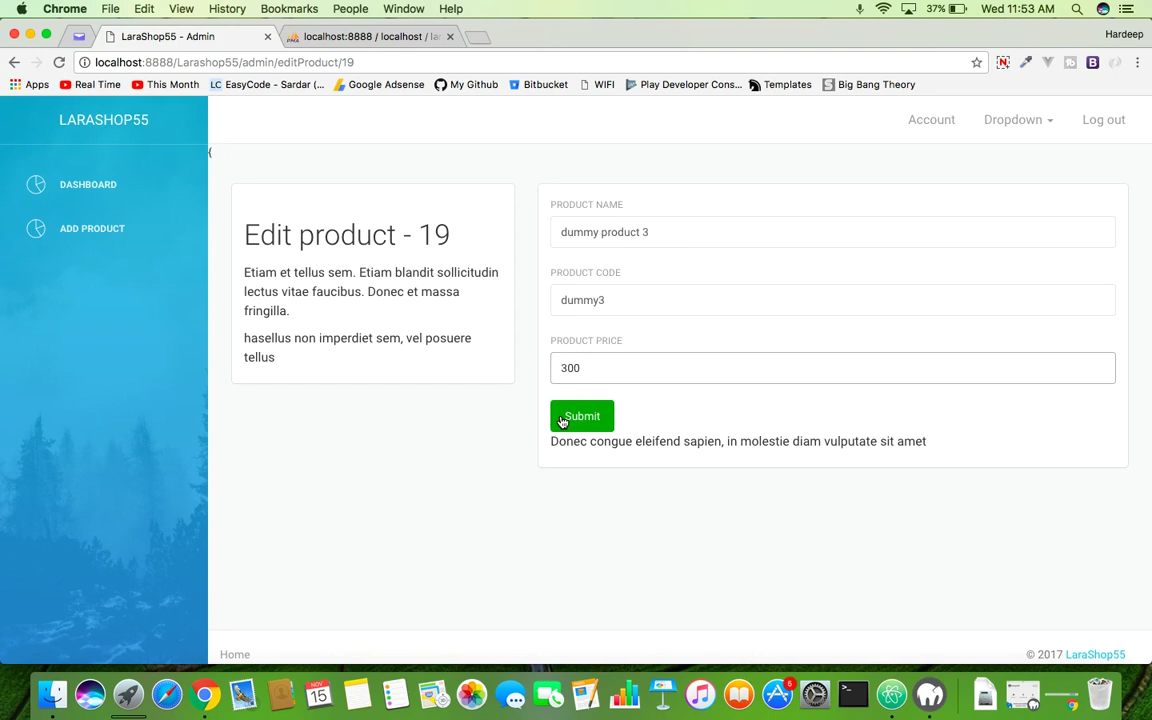 Chrome File Edit View History Bookmarks People Window Help 37% Wed 11:53 AM
LaraShop55 - Admin localhost:8888 / localhost / lar
Hardeep
localhost:8888/Larashop55/admin/editProduct/19
Apps Real Time This Month LC EasyCode - Sardar (... Google Adsense My Github Bitbucket WIFI Play Developer Cons... Templates Big Bang Theory
LARASHOP55 Account Dropdown Log out
{
DASHBOARD
ADD PRODUCT
Edit product - 19
Etiam et tellus sem. Etiam blandit sollicitudin
lectus vitae faucibus. Donec et massa
fringilla.
hasellus non imperdiet sem, vel posuere
tellus
PRODUCT NAME
dummy product 3
PRODUCT CODE
dummy3
PRODUCT PRICE
300
Submit
Donec congue eleifend sapien, in molestie diam vulputate sit amet
Home © 2017 LaraShop55
NOV
15
5